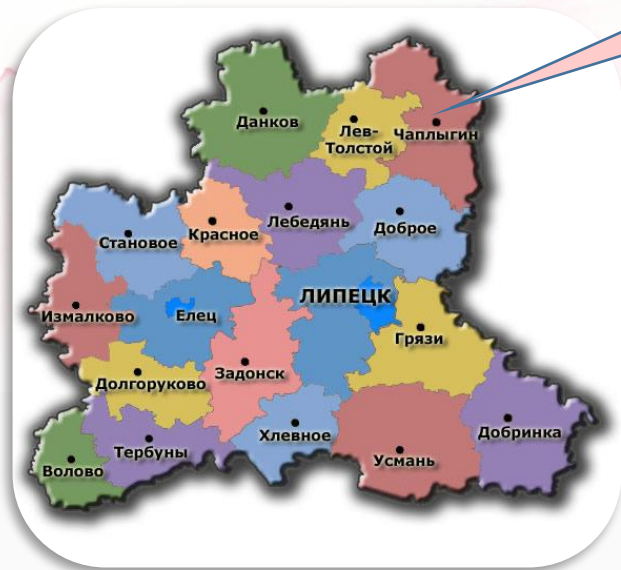 Данков
Лев-
Толстой
Чаплыгин
Лебедянь
Доброе
Становое
Красное
ЛИПЕЦК
Измалково
Елец
Грязи
Долгоруково
Задонск
Хлевное
Добринка
Тербуны
Усмань
Волово